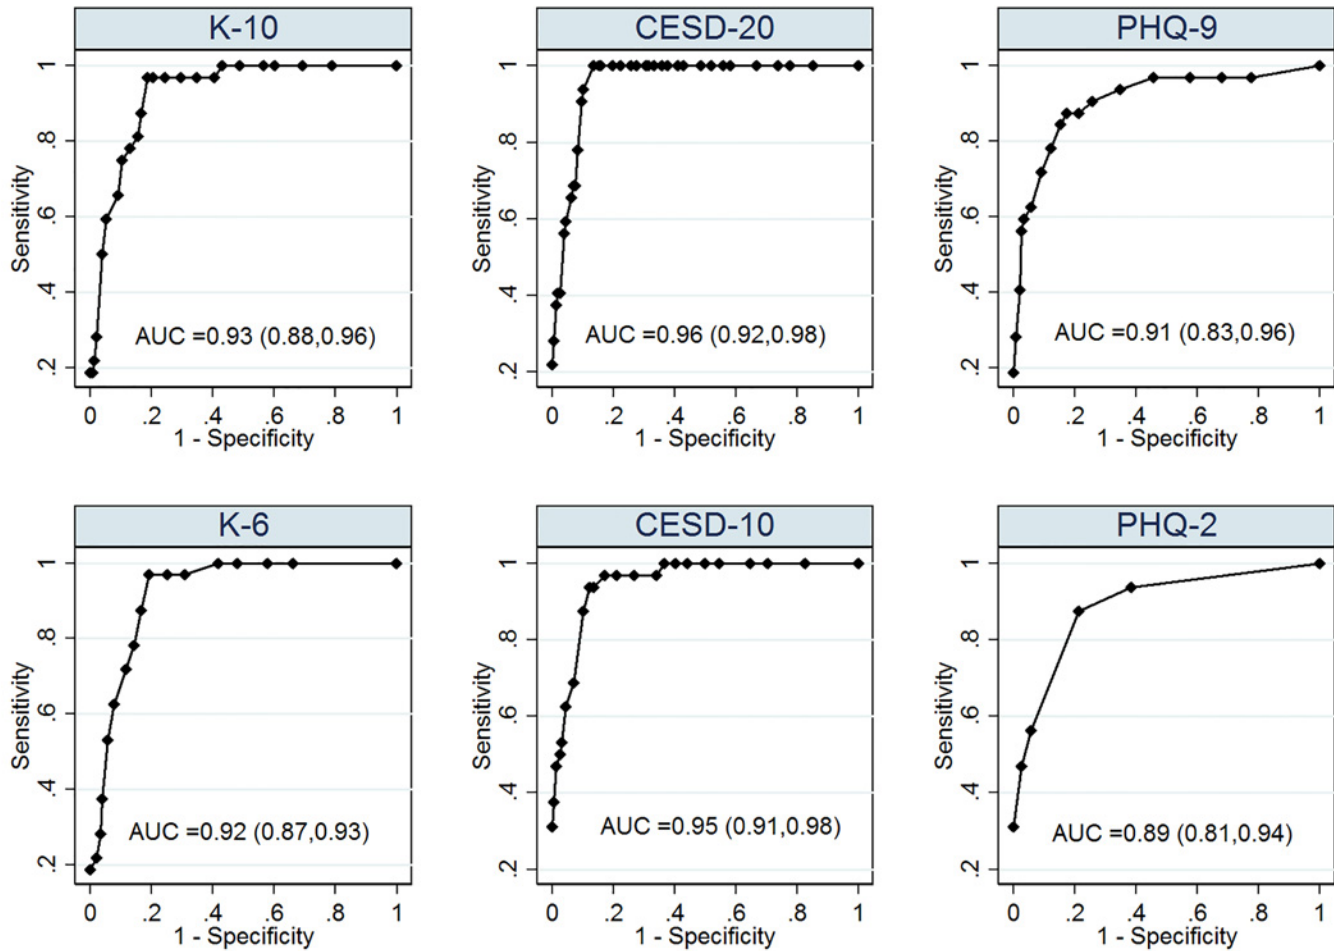 K-10
Sensitivity
1
.8
.6
.4
.2
AUC =0.93 (0.88,0.96)
0 .2 .4 .6 .8 1
1 - Specificity
CESD-20
Sensitivity
1
.8
.6
.4
.2
AUC =0.96 (0.92,0.98)
0 .2 .4 .6 .8 1
1 - Specificity
PHQ-9
Sensitivity
1
.8
.6
.4
.2
AUC =0.91 (0.83,0.96)
0 .2 .4 .6 .8 1
1 - Specificity
K-6
Sensitivity
1
.8
.6
.4
.2
AUC =0.92 (0.87,0.93)
0 .2 .4 .6 .8 1
1 - Specificity
CESD-10
Sensitivity
1
.8
.6
.4
.2
AUC =0.95 (0.91,0.98)
0 .2 .4 .6 .8 1
1 - Specificity
PHQ-2
Sensitivity
1
.8
.6
.4
.2
AUC =0.89 (0.81,0.94)
0 .2 .4 .6 .8 1
1 - Specificity